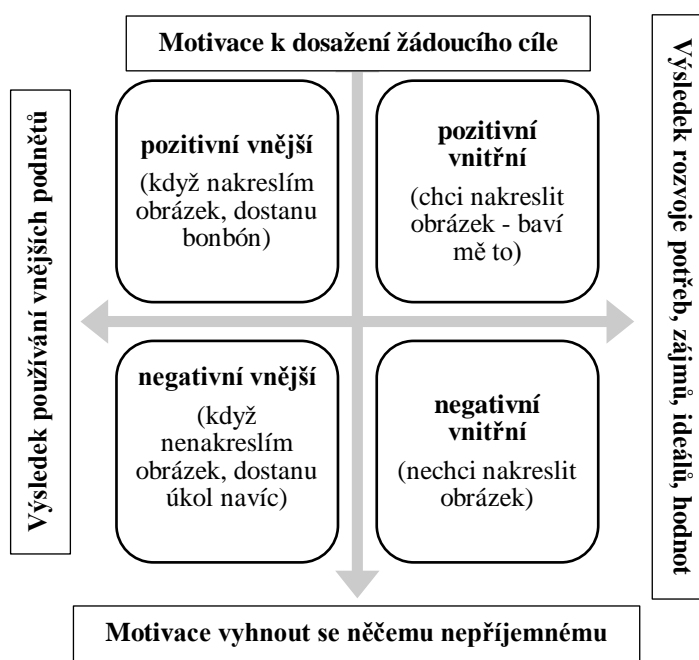 Motivace k dosažení žádoucího cíle
Výsledek používání vnějších podnětů
pozitivní vnější
(když nakreslím
obrázek, dostanu
bonbón)
pozitivní
vnitřní
(chci nakreslit
obrázek - baví
mě to)
negativní vnější
(když
nenakreslím
obrázek, dostanu
úkol navíc)
negativní
vnitřní
(nechci nakreslit
obrázek)
Výsledek rozvoje potřeb, zájmů, ideálů, hodnot
Motivace vyhnout se něčemu nepříjemnému